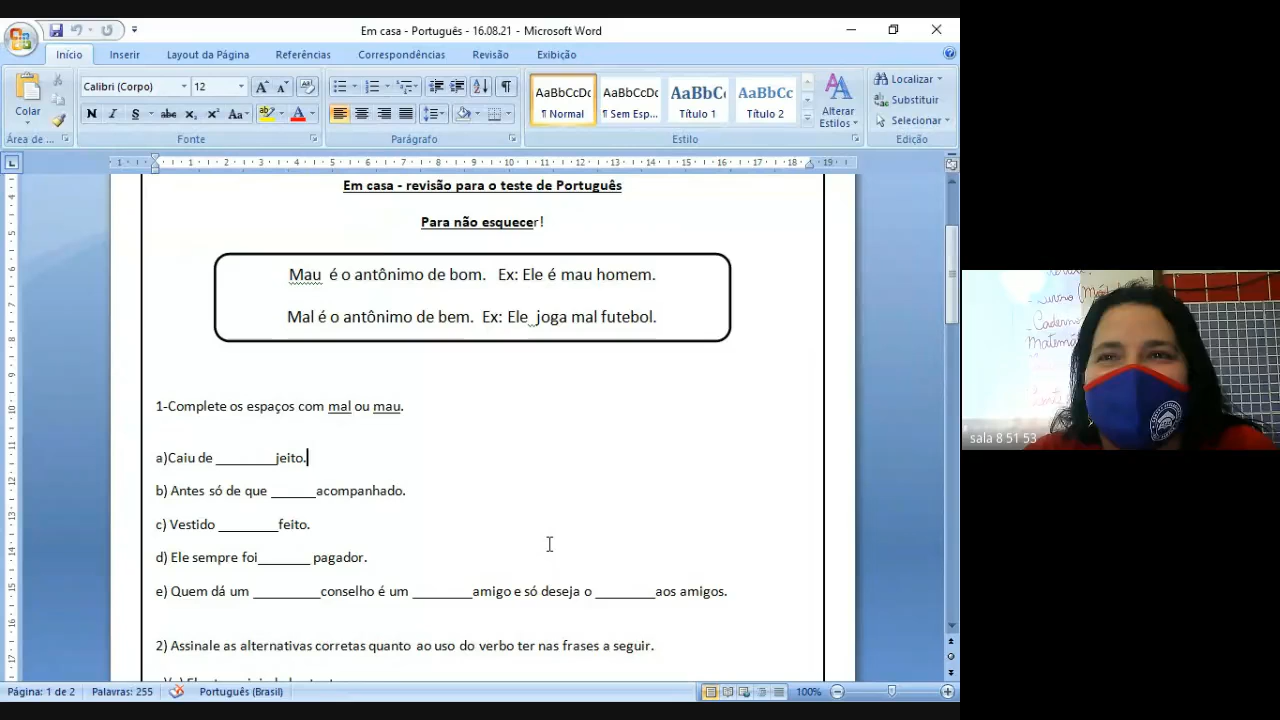 Em casa - Português - 16.08.21 - Microsoft Word
Início Inserir Layout da Página Referências Correspondências Revisão Exibição
Colar
Calibri (Corpo) 12
AaBbCcDc AaBbCcDc AaBbC AaBbCc
¶ Normal ¶ Sem Esp... Título 1 Título 2
Alterar Estilos
Localizar
Substituir
Selecionar
Área de... Fonte Parágrafo Estilo Edição
Em casa - revisão para o teste de Português
Para não esquecer!
Mau é o antônimo de bom. Ex: Ele é mau homem.
Mal é o antônimo de bem. Ex: Ele joga mal futebol.
1-Complete os espaços com mal ou mau.
a)Caiu de ________jeito.
b) Antes só de que ______acompanhado.
c) Vestido ________feito.
d) Ele sempre foi_______ pagador.
e) Quem dá um _________conselho é um ________amigo e só deseja o ________aos amigos.
2) Assinale as alternativas corretas quanto ao uso do verbo ter nas frases a seguir.
Página: 1 de 2 Palavras: 255 Português (Brasil) 100%
Caderno
sala 8 51 53